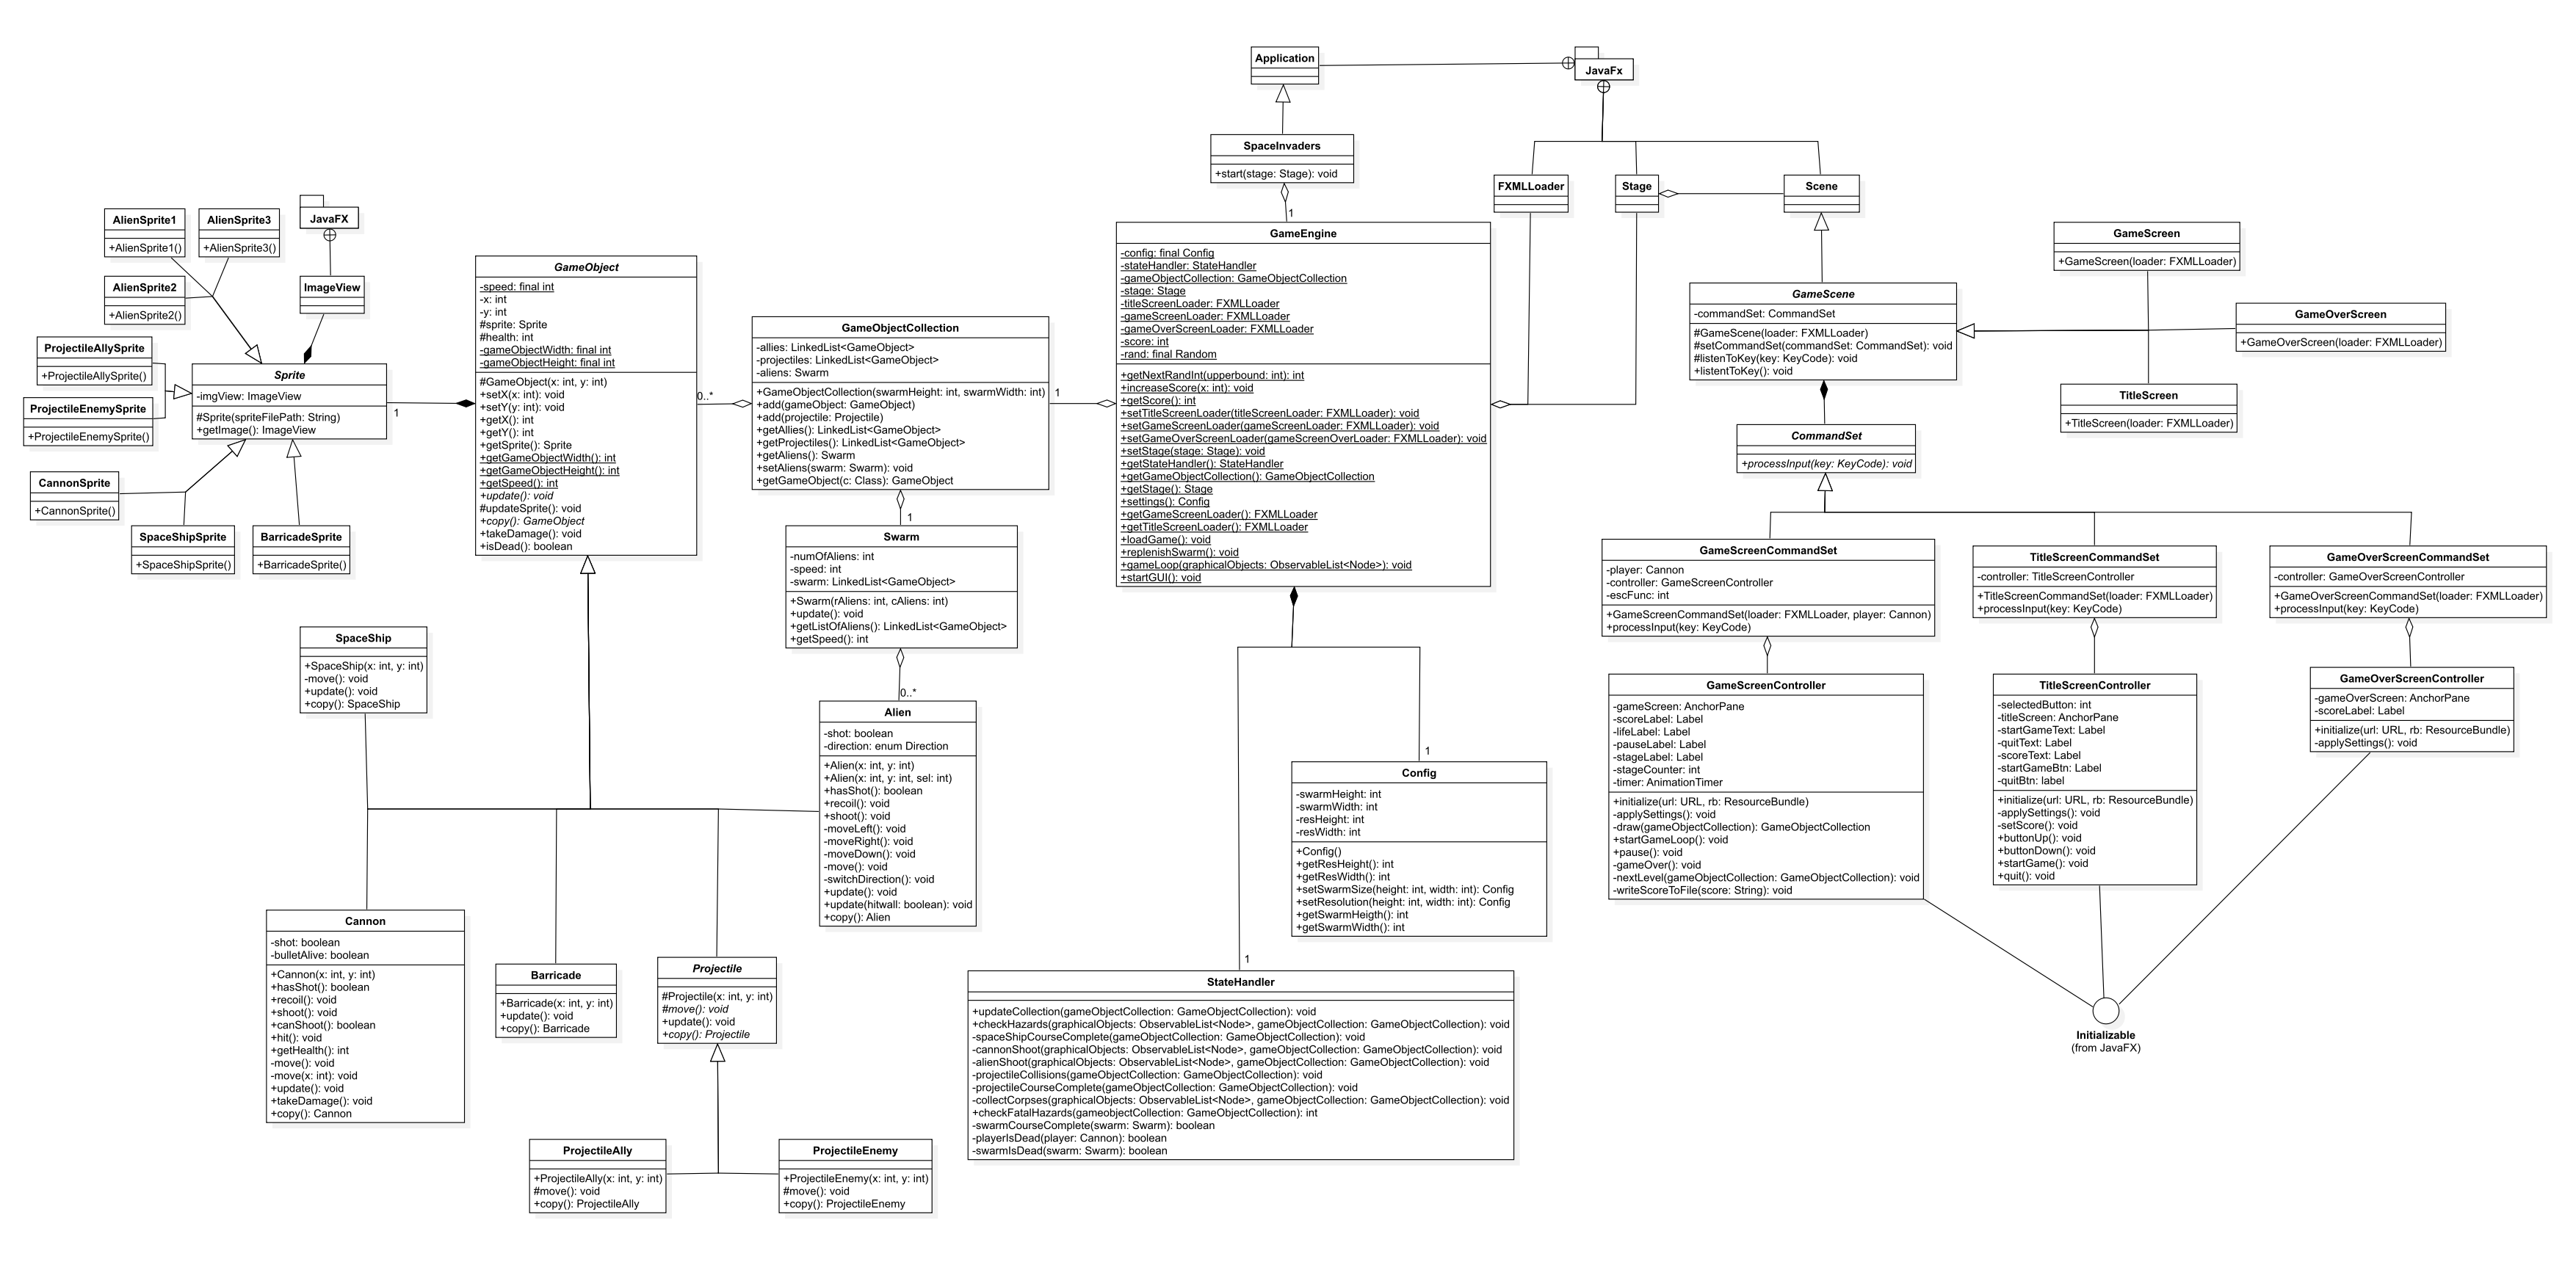 Application
JavaFx
SpaceInvaders
+start(stage: Stage): void
1
FXMLLoader
Stage
Scene
AlienSprite1
+AlienSprite1()
AlienSprite3
+AlienSprite3()
JavaFX
AlienSprite2
+AlienSprite2()
ImageView
ProjectileAllySprite
+ProjectileAllySprite()
ProjectileEnemySprite
+ProjectileEnemySprite()
Sprite
-imgView: ImageView
#Sprite(spriteFilePath: String)
+getImage(): ImageView
1
CannonSprite
+CannonSprite()
SpaceShipSprite
+SpaceShipSprite()
BarricadeSprite
+BarricadeSprite()
GameObject
-speed: final int
-x: int
-y: int
#sprite: Sprite
#health: int
-gameObjectWidth: final int
-gameObjectHeight: final int
#GameObject(x: int, y: int)
+setX(x: int): void
+setY(y: int): void
+getX(): int
+getY(): int
+getSprite(): Sprite
+getGameObjectWidth(): int
+getGameObjectHeight(): int
+getSpeed(): int
+update(): void
#updateSprite(): void
+copy(): GameObject
+takeDamage(): void
+isDead(): boolean
0..*
GameObjectCollection
-allies: LinkedList<GameObject>
-projectiles: LinkedList<GameObject>
-aliens: Swarm
+GameObjectCollection(swarmHeight: int, swarmWidth: int)
+add(gameObject: GameObject)
+add(projectile: Projectile)
+getAllies(): LinkedList<GameObject>
+getProjectiles(): LinkedList<GameObject>
+getAliens(): Swarm
+setAliens(swarm: Swarm): void
+getGameObject(c: Class): GameObject
1
1
Swarm
-numOfAliens: int
-speed: int
-swarm: LinkedList<GameObject>
+Swarm(rAliens: int, cAliens: int)
+update(): void
+getListOfAliens(): LinkedList<GameObject>
+getSpeed(): int
0..*
Alien
-shot: boolean
-direction: enum Direction
+Alien(x: int, y: int)
+Alien(x: int, y: int, sel: int)
+hasShot(): boolean
+recoil(): void
+shoot(): void
-moveLeft(): void
-moveRight(): void
-moveDown(): void
-move(): void
-switchDirection(): void
+update(): void
+update(hitwall: boolean): void
+copy(): Alien
GameEngine
-config: final Config
-stateHandler: StateHandler
-gameObjectCollection: GameObjectCollection
-stage: Stage
-titleScreenLoader: FXMLLoader
-gameScreenLoader: FXMLLoader
-gameOverScreenLoader: FXMLLoader
-score: int
-rand: final Random
+getNextRandInt(upperbound: int): int
+increaseScore(x: int): void
+getScore(): int
+setTitleScreenLoader(titleScreenLoader: FXMLLoader): void
+setGameScreenLoader(gameScreenLoader: FXMLLoader): void
+setGameOverScreenLoader(gameScreenOverLoader: FXMLLoader): void
+setStage(stage: Stage): void
+getStateHandler(): StateHandler
+getGameObjectCollection(): GameObjectCollection
+getStage(): Stage
+settings(): Config
+getGameScreenLoader(): FXMLLoader
+getTitleScreenLoader(): FXMLLoader
+loadGame(): void
+replenishSwarm(): void
+gameLoop(graphicalObjects: ObservableList<Node>): void
+startGUI(): void
GameScreen
+GameScreen(loader: FXMLLoader)
GameScene
-commandSet: CommandSet
#GameScene(loader: FXMLLoader)
#setCommandSet(commandSet: CommandSet): void
#listenToKey(key: KeyCode): void
+listentToKey(): void
GameOverScreen
+GameOverScreen(loader: FXMLLoader)
TitleScreen
+TitleScreen(loader: FXMLLoader)
CommandSet
+processInput(key: KeyCode): void
GameScreenCommandSet
-player: Cannon
-controller: GameScreenController
-escFunc: int
+GameScreenCommandSet(loader: FXMLLoader, player: Cannon)
+processInput(key: KeyCode)
TitleScreenCommandSet
-controller: TitleScreenController
+TitleScreenCommandSet(loader: FXMLLoader)
+processInput(key: KeyCode)
GameOverScreenCommandSet
-controller: GameOverScreenController
+GameOverScreenCommandSet(loader: FXMLLoader)
+processInput(key: KeyCode)
GameScreenController
-gameScreen: AnchorPane
-scoreLabel: Label
-lifeLabel: Label
-pauseLabel: Label
-stageLabel: Label
-stageCounter: int
-timer: AnimationTimer
+initialize(url: URL, rb: ResourceBundle)
-applySettings(): void
-draw(gameObjectCollection): GameObjectCollection
+startGameLoop(): void
+pause(): void
-gameOver(): void
-nextLevel(gameObjectCollection: GameObjectCollection): void
-writeScoreToFile(score: String): void
TitleScreenController
-selectedButton: int
-titleScreen: AnchorPane
-startGameText: Label
-quitText: Label
-scoreText: Label
-startGameBtn: Label
-quitBtn: label
+initialize(url: URL, rb: ResourceBundle)
-applySettings(): void
-setScore(): void
+buttonUp(): void
+buttonDown(): void
+startGame(): void
+quit(): void
GameOverScreenController
-gameOverScreen: AnchorPane
-scoreLabel: Label
+initialize(url: URL, rb: ResourceBundle)
-applySettings(): void
Initializable
(from JavaFX)
SpaceShip
+SpaceShip(x: int, y: int)
-move(): void
+update(): void
+copy(): SpaceShip
Cannon
-shot: boolean
-bulletAlive: boolean
+Cannon(x: int, y: int)
+hasShot(): boolean
+recoil(): void
+shoot(): void
+canShoot(): boolean
+hit(): void
+getHealth(): int
-move(): void
-move(x: int): void
+update(): void
+takeDamage(): void
+copy(): Cannon
Barricade
+Barricade(x: int, y: int)
+update(): void
+copy(): Barricade
Projectile
#Projectile(x: int, y: int)
#move(): void
+update(): void
+copy(): Projectile
ProjectileAlly
+ProjectileAlly(x: int, y: int)
#move(): void
+copy(): ProjectileAlly
ProjectileEnemy
+ProjectileEnemy(x: int, y: int)
#move(): void
+copy(): ProjectileEnemy
1
Config
-swarmHeight: int
-swarmWidth: int
-resHeight: int
-resWidth: int
+Config()
+getResHeight(): int
+getResWidth(): int
+setSwarmSize(height: int, width: int): Config
+setResolution(height: int, width: int): Config
+getSwarmHeigth(): int
+getSwarmWidth(): int
1
StateHandler
+updateCollection(gameObjectCollection: GameObjectCollection): void
+checkHazards(graphicalObjects: ObservableList<Node>, gameObjectCollection: GameObjectCollection): void
-spaceShipCourseComplete(gameObjectCollection: GameObjectCollection): void
-cannonShoot(graphicalObjects: ObservableList<Node>, gameObjectCollection: GameObjectCollection): void
-alienShoot(graphicalObjects: ObservableList<Node>, gameObjectCollection: GameObjectCollection): void
-projectileCollisions(gameObjectCollection: GameObjectCollection): void
-projectileCourseComplete(gameObjectCollection: GameObjectCollection): void
-collectCorpses(graphicalObjects: ObservableList<Node>, gameObjectCollection: GameObjectCollection): void
+checkFatalHazards(gameobjectCollection: GameObjectCollection): int
-swarmCourseComplete(swarm: Swarm): boolean
-playerIsDead(player: Cannon): boolean
-swarmIsDead(swarm: Swarm): boolean